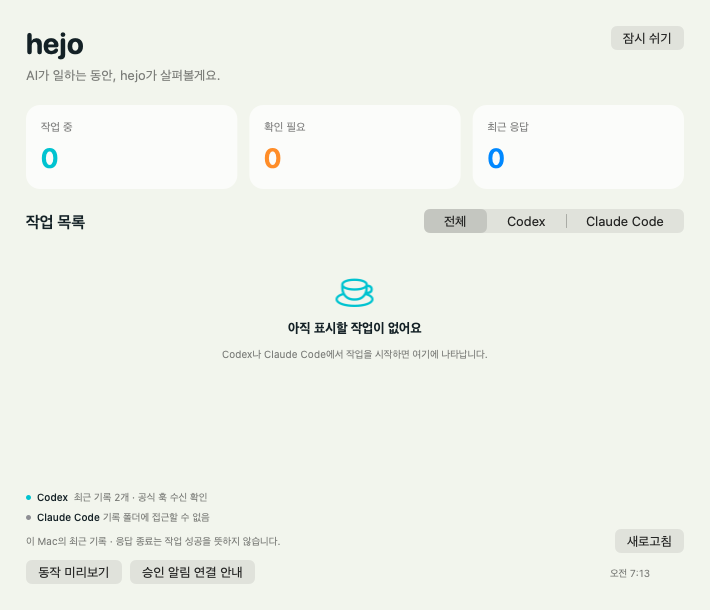 hejo
잠시 쉬기
AI가 일하는 동안, hejo가 살펴볼게요.
작업 중
확인 필요
최근 응답
0
0
0
작업 목록
전체
Codex
Claude Code
아직 표시할 작업이 없어요
Codex나 Claude Code에서 작업을 시작하면 여기에 나타납니다.
Codex 최근 기록 2개 · 공식 훅 수신 확인
Claude Code 기록 폴더에 접근할 수 없음
이 Mac의 최근 기록 · 응답 종료는 작업 성공을 뜻하지 않습니다.
새로고침
동작 미리보기
승인 알림 연결 안내
오전 7:13